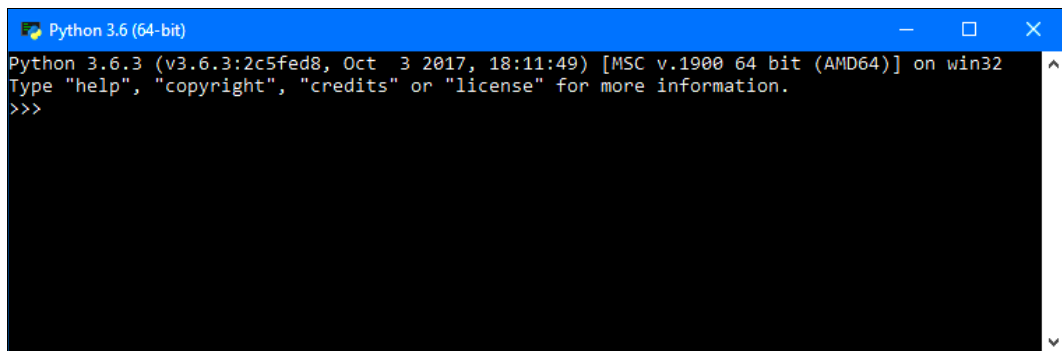 Python 3.6 (64-bit)
Python 3.6.3 (v3.6.3:2c5fed8, Oct  3 2017, 18:11:49) [MSC v.1900 64 bit (AMD64)] on win32
Type "help", "copyright", "credits" or "license" for more information.
>>>